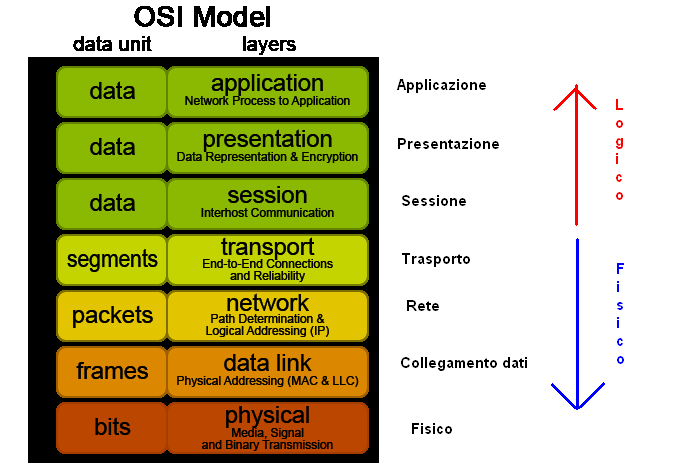 OSI Model
data unit layers
data application Applicazione
Network Process to Application
data presentation Presentazione
Data Representation & Encryption
data session Sessione
Interhost Communication
segments transport Trasporto
End-to-End Connections
and Reliability
packets network Rete
Path Determination &
Logical Addressing (IP)
frames data link Collegamento dati
Physical Addressing (MAC & LLC)
bits physical Fisico
Media, Signal
and Binary Transmission
Logico
Fisico